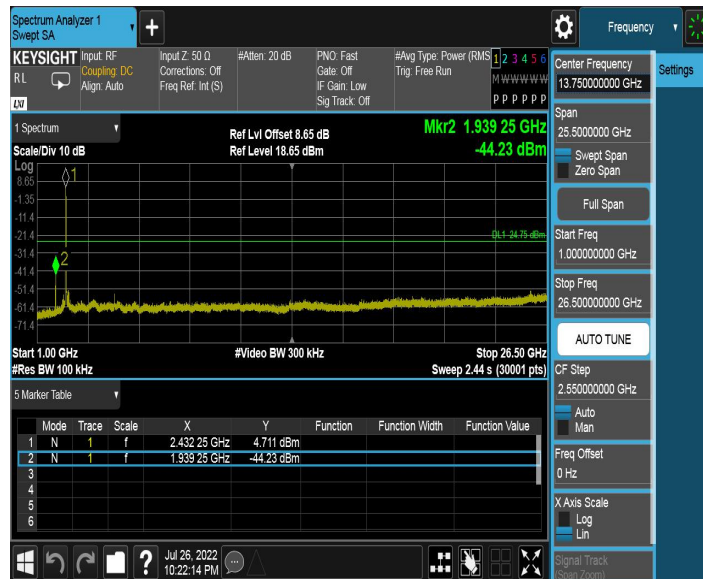 Spectrum Analyzer 1
Swept SA
+
Frequency
KEYSIGHT
RL
LXI
Input: RF
Coupling: DC
Align: Auto
Input Z: 50 Ω
Corrections: Off
Freq Ref: Int (S)
#Atten: 20 dB
PNO: Fast
Gate: Off
IF Gain: Low
Sig Track: Off
#Avg Type: Power (RMS
Trig: Free Run
1 2 3 4 5 6
M W W W W W
P P P P P P
1 Spectrum
Scale/Div 10 dB
Log
Ref Lvl Offset 8.65 dB
Ref Level 18.65 dBm
Mkr2 1.939 25 GHz
-44.23 dBm
8.65
-1.35
-11.4
-21.4
-31.4
-41.4
-51.4
-61.4
-71.4
1
2
DL1 -24.75 dBm
Start 1.00 GHz
#Res BW 100 kHz
#Video BW 300 kHz
Stop 26.50 GHz
Sweep 2.44 s (30001 pts)
5 Marker Table
Mode Trace Scale X Y Function Function Width Function Value
1 N 1 f 2.432 25 GHz 4.711 dBm
2 N 1 f 1.939 25 GHz -44.23 dBm
3
4
5
6
?
Jul 26, 2022
10:22:14 PM
Center Frequency
13.750000000 GHz
Span
25.5000000 GHz
Swept Span
Zero Span
Full Span
Start Freq
1.000000000 GHz
Stop Freq
26.500000000 GHz
AUTO TUNE
CF Step
2.550000000 GHz
Auto
Man
Freq Offset
0 Hz
X Axis Scale
Log
Lin
Signal Track
(Span Zoom)
Settings